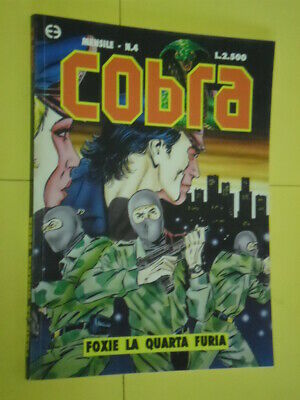 MENSILE - N.4
L.2.500
CObra
FOXIE LA QUARTA FURIA